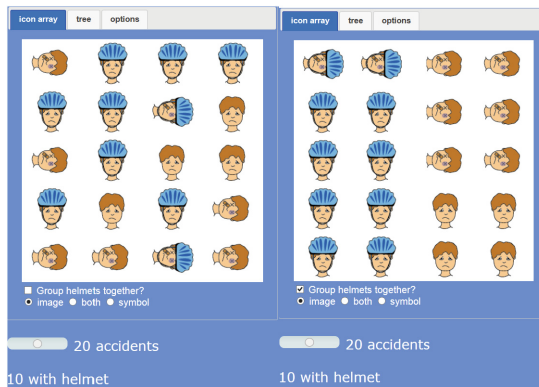 icon array tree options
Group helmets together?
image both symbol
20 accidents
10 with helmet
icon array tree options
Group helmets together?
image both symbol
20 accidents
10 with helmet